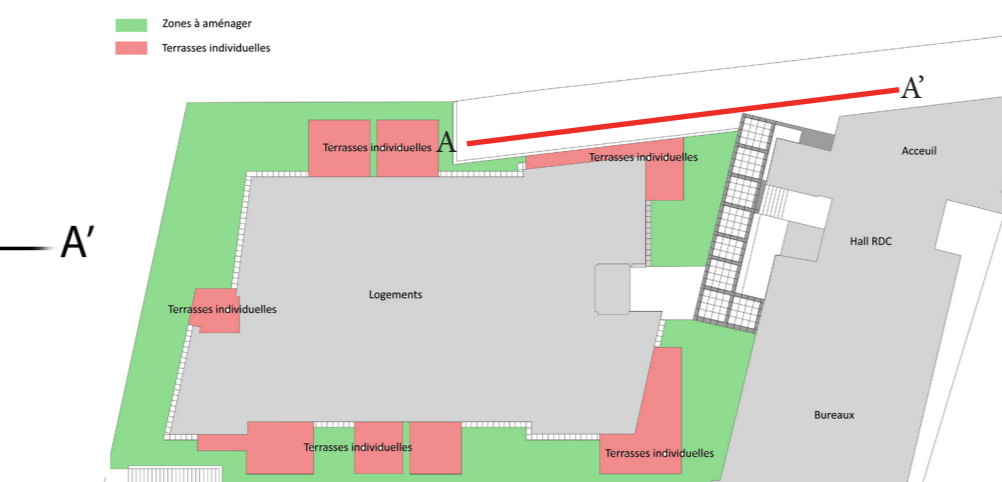 Zones à aménager
Terrasses individuelles
A'
Terrasses individuelles
A
Terrasses individuelles
Acceuil
A'
Hall RDC
Logements
Terrasses individuelles
Bureaux
Terrasses individuelles
Terrasses individuelles